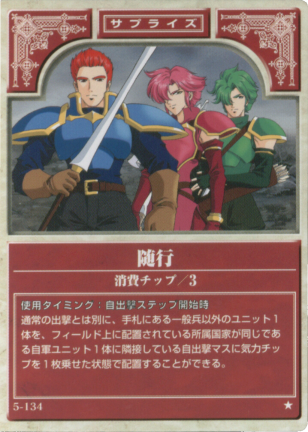 サプライズ
随行
消費チップ／3
使用タイミング：自出撃ステップ開始時
通常の出撃とは別に、手札にある一般兵以外のユニット1
体を、フィールド上に配置されている所属国家が同じであ
る自軍ユニット1体に隣接している自出撃マスに気力チッ
プを1枚乗せた状態で配置することができる。
5-134
★